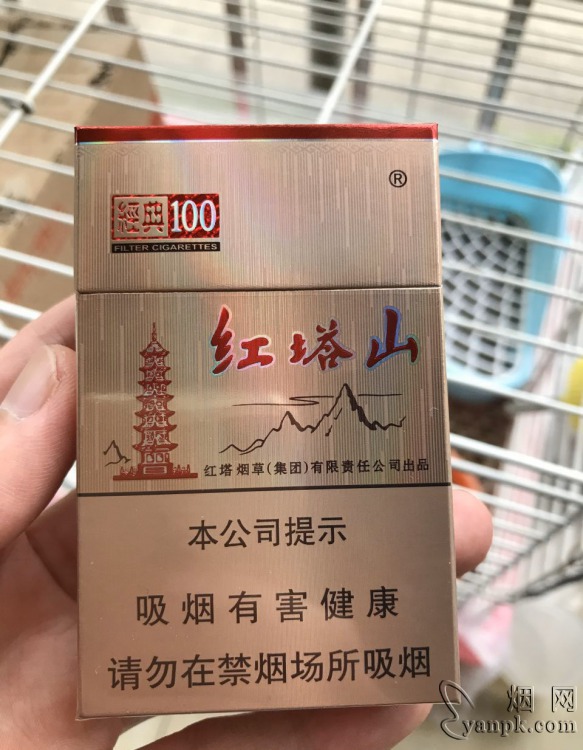 ®
經典100
FILTER CIGARETTES
红塔山
红塔烟草(集团)有限责任公司出品
本公司提示
吸烟有害健康
请勿在禁烟场所吸烟
烟网
yanpk.com